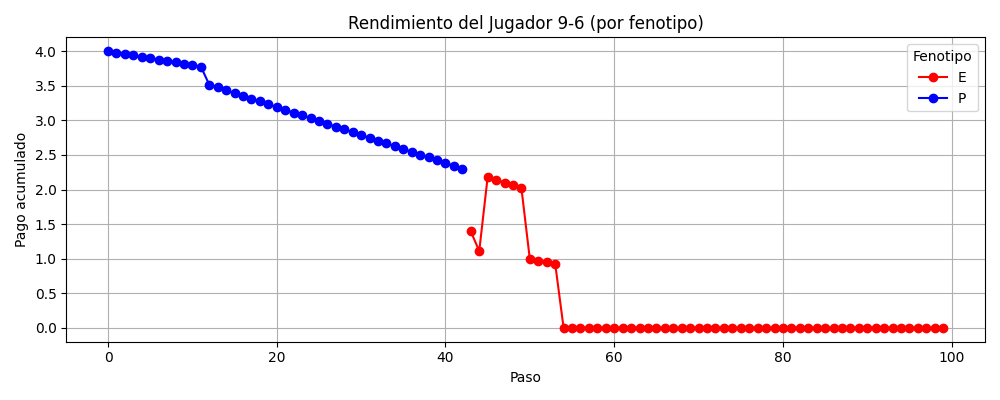 Rendimiento del Jugador 9-6 (por fenotipo)
Pago acumulado
4.0
3.5
3.0
2.5
2.0
1.5
1.0
0.5
0.0
Fenotipo
E
P
0 20 40 60 80 100
Paso